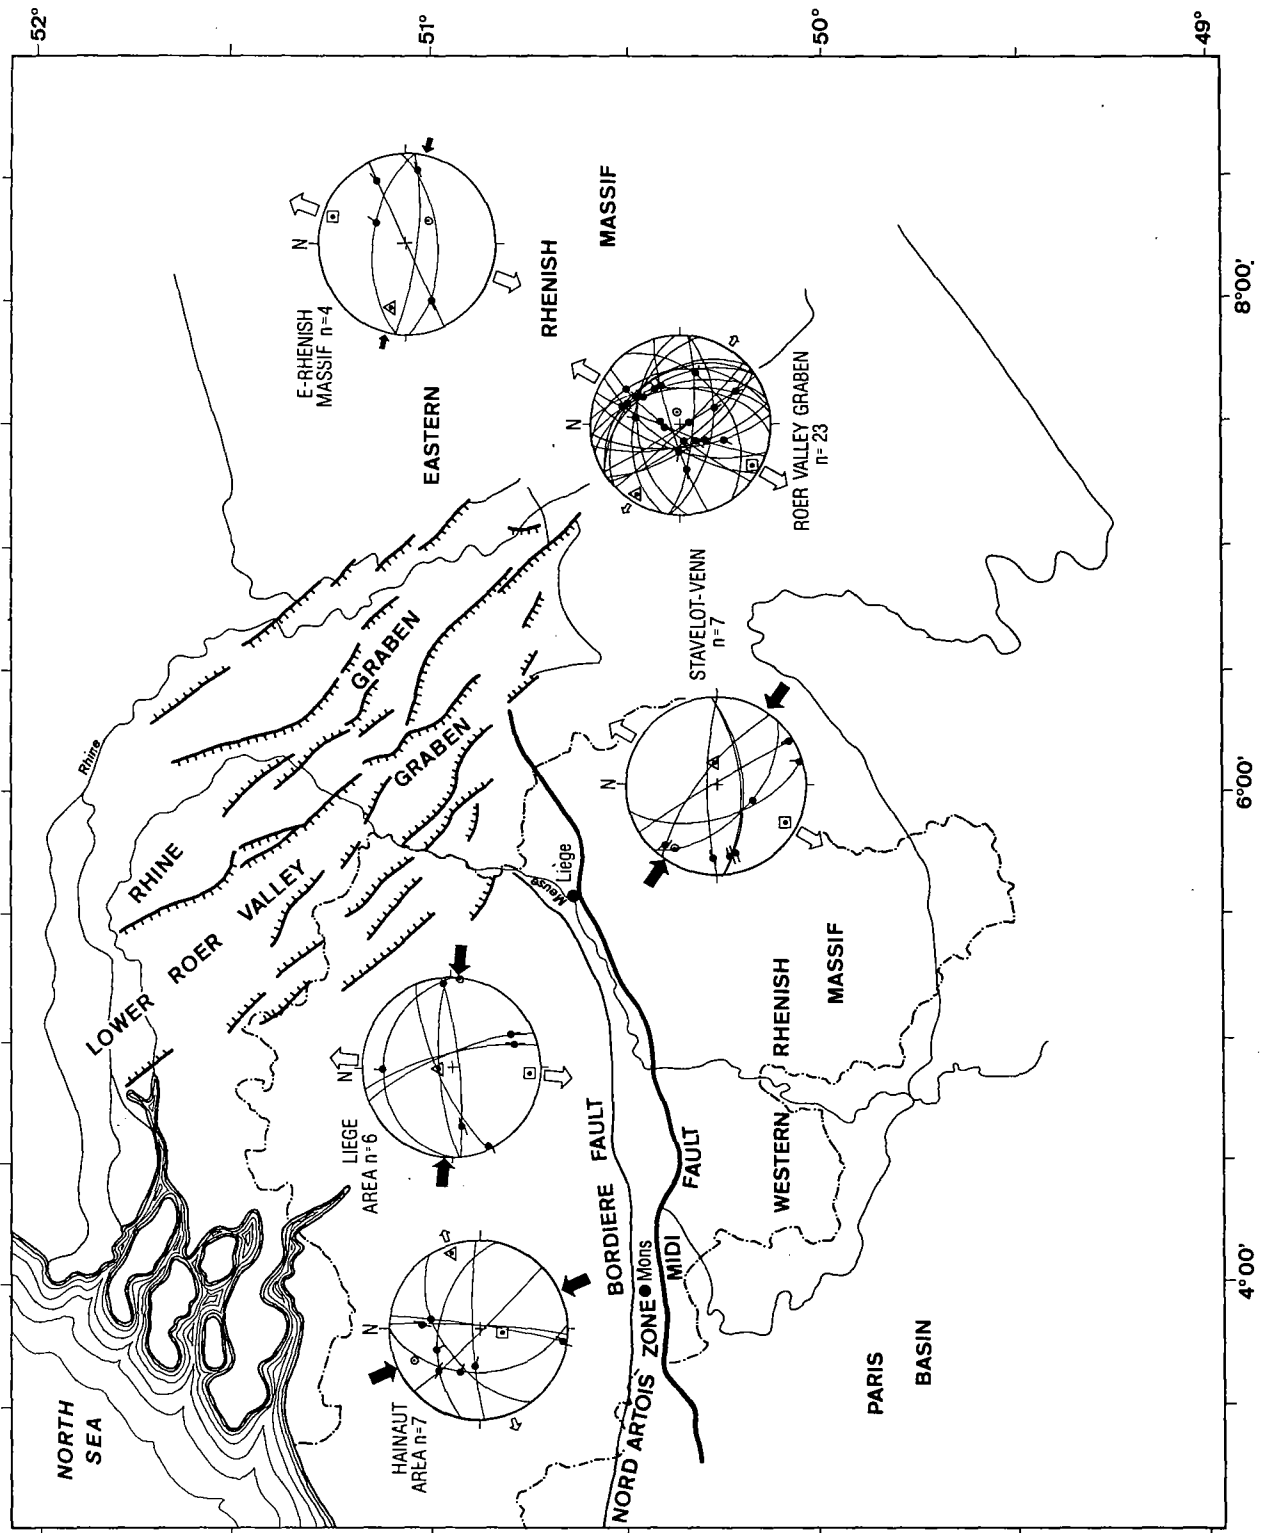 52°
51°
50°
49°
8°00'.
6°00'
4°00'
NORTH
SEA
Rhine
LOWER RHINE GRABEN
ROER VALLEY GRABEN
EASTERN
RHENISH
MASSIF
E-RHENISH
MASSIF n=4
N
ROER VALLEY GRABEN
n=23
N
STAVELOT-VENN
n=7
N
LIEGE
AREA n=6
N
HAINAUT
AREA n=7
N
Meuse
Liege
BORDIERE FAULT
NORD ARTOIS ZONE
Mons
MIDI FAULT
WESTERN RHENISH
MASSIF
PARIS
BASIN